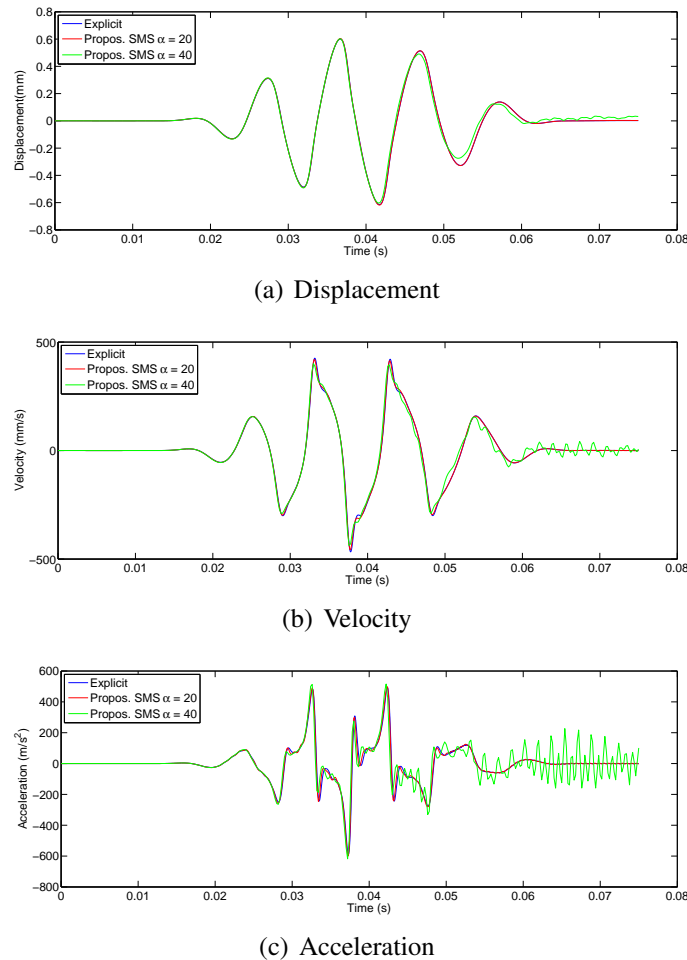 0.8
Explicit
Propos. SMS α = 20
Propos. SMS α = 40
0.6
0.4
0.2
0
−0.2
−0.4
−0.6
−0.8
Displacement(mm)
0 0.01 0.02 0.03 0.04 0.05 0.06 0.07 0.08
Time (s)
(a) Displacement
500
Explicit
Propos. SMS α = 20
Propos. SMS α = 40
0
−500
Velocity (mm/s)
0 0.01 0.02 0.03 0.04 0.05 0.06 0.07 0.08
Time (s)
(b) Velocity
600
Explicit
Propos. SMS α = 20
Propos. SMS α = 40
400
200
0
−200
−400
−600
−800
Acceleration (m/s²)
0 0.01 0.02 0.03 0.04 0.05 0.06 0.07 0.08
Time (s)
(c) Acceleration